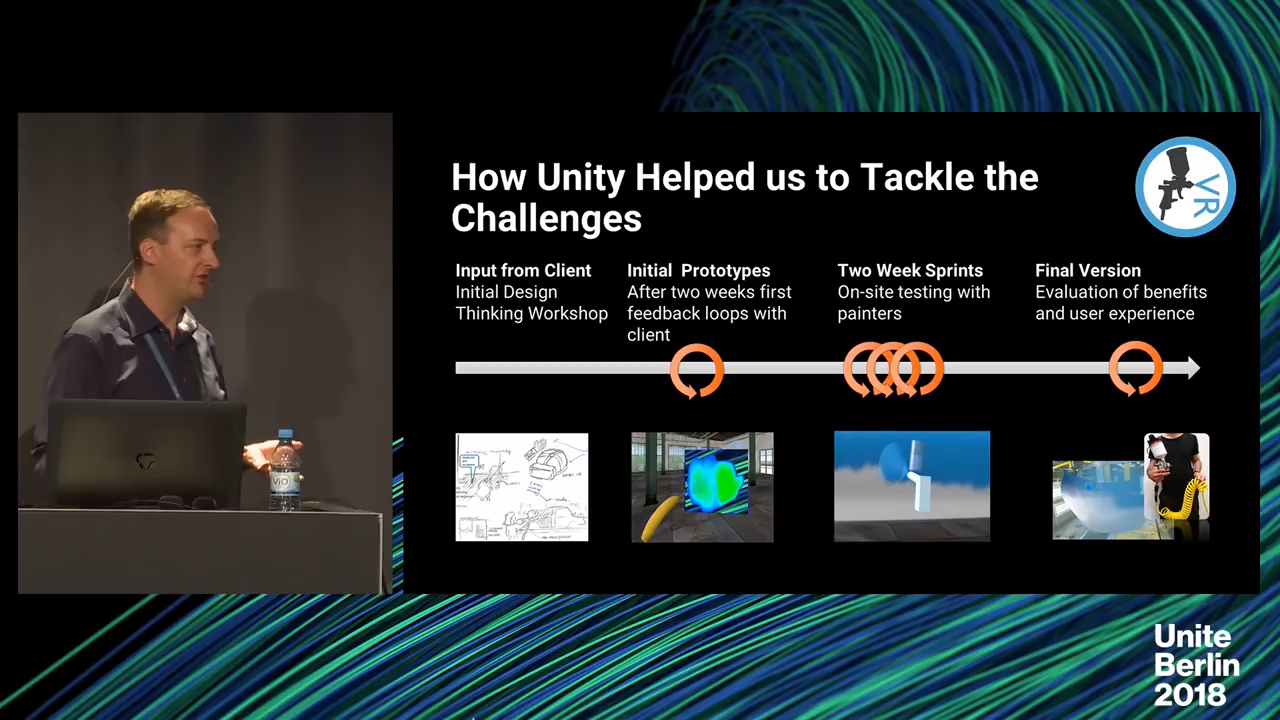 How Unity Helped us to Tackle the
Challenges
VR
Input from Client
Initial Design
Thinking Workshop
Initial Prototypes
After two weeks first
feedback loops with
client
Two Week Sprints
On-site testing with
painters
Final Version
Evaluation of benefits
and user experience
ViO
Unite
Berlin
2018